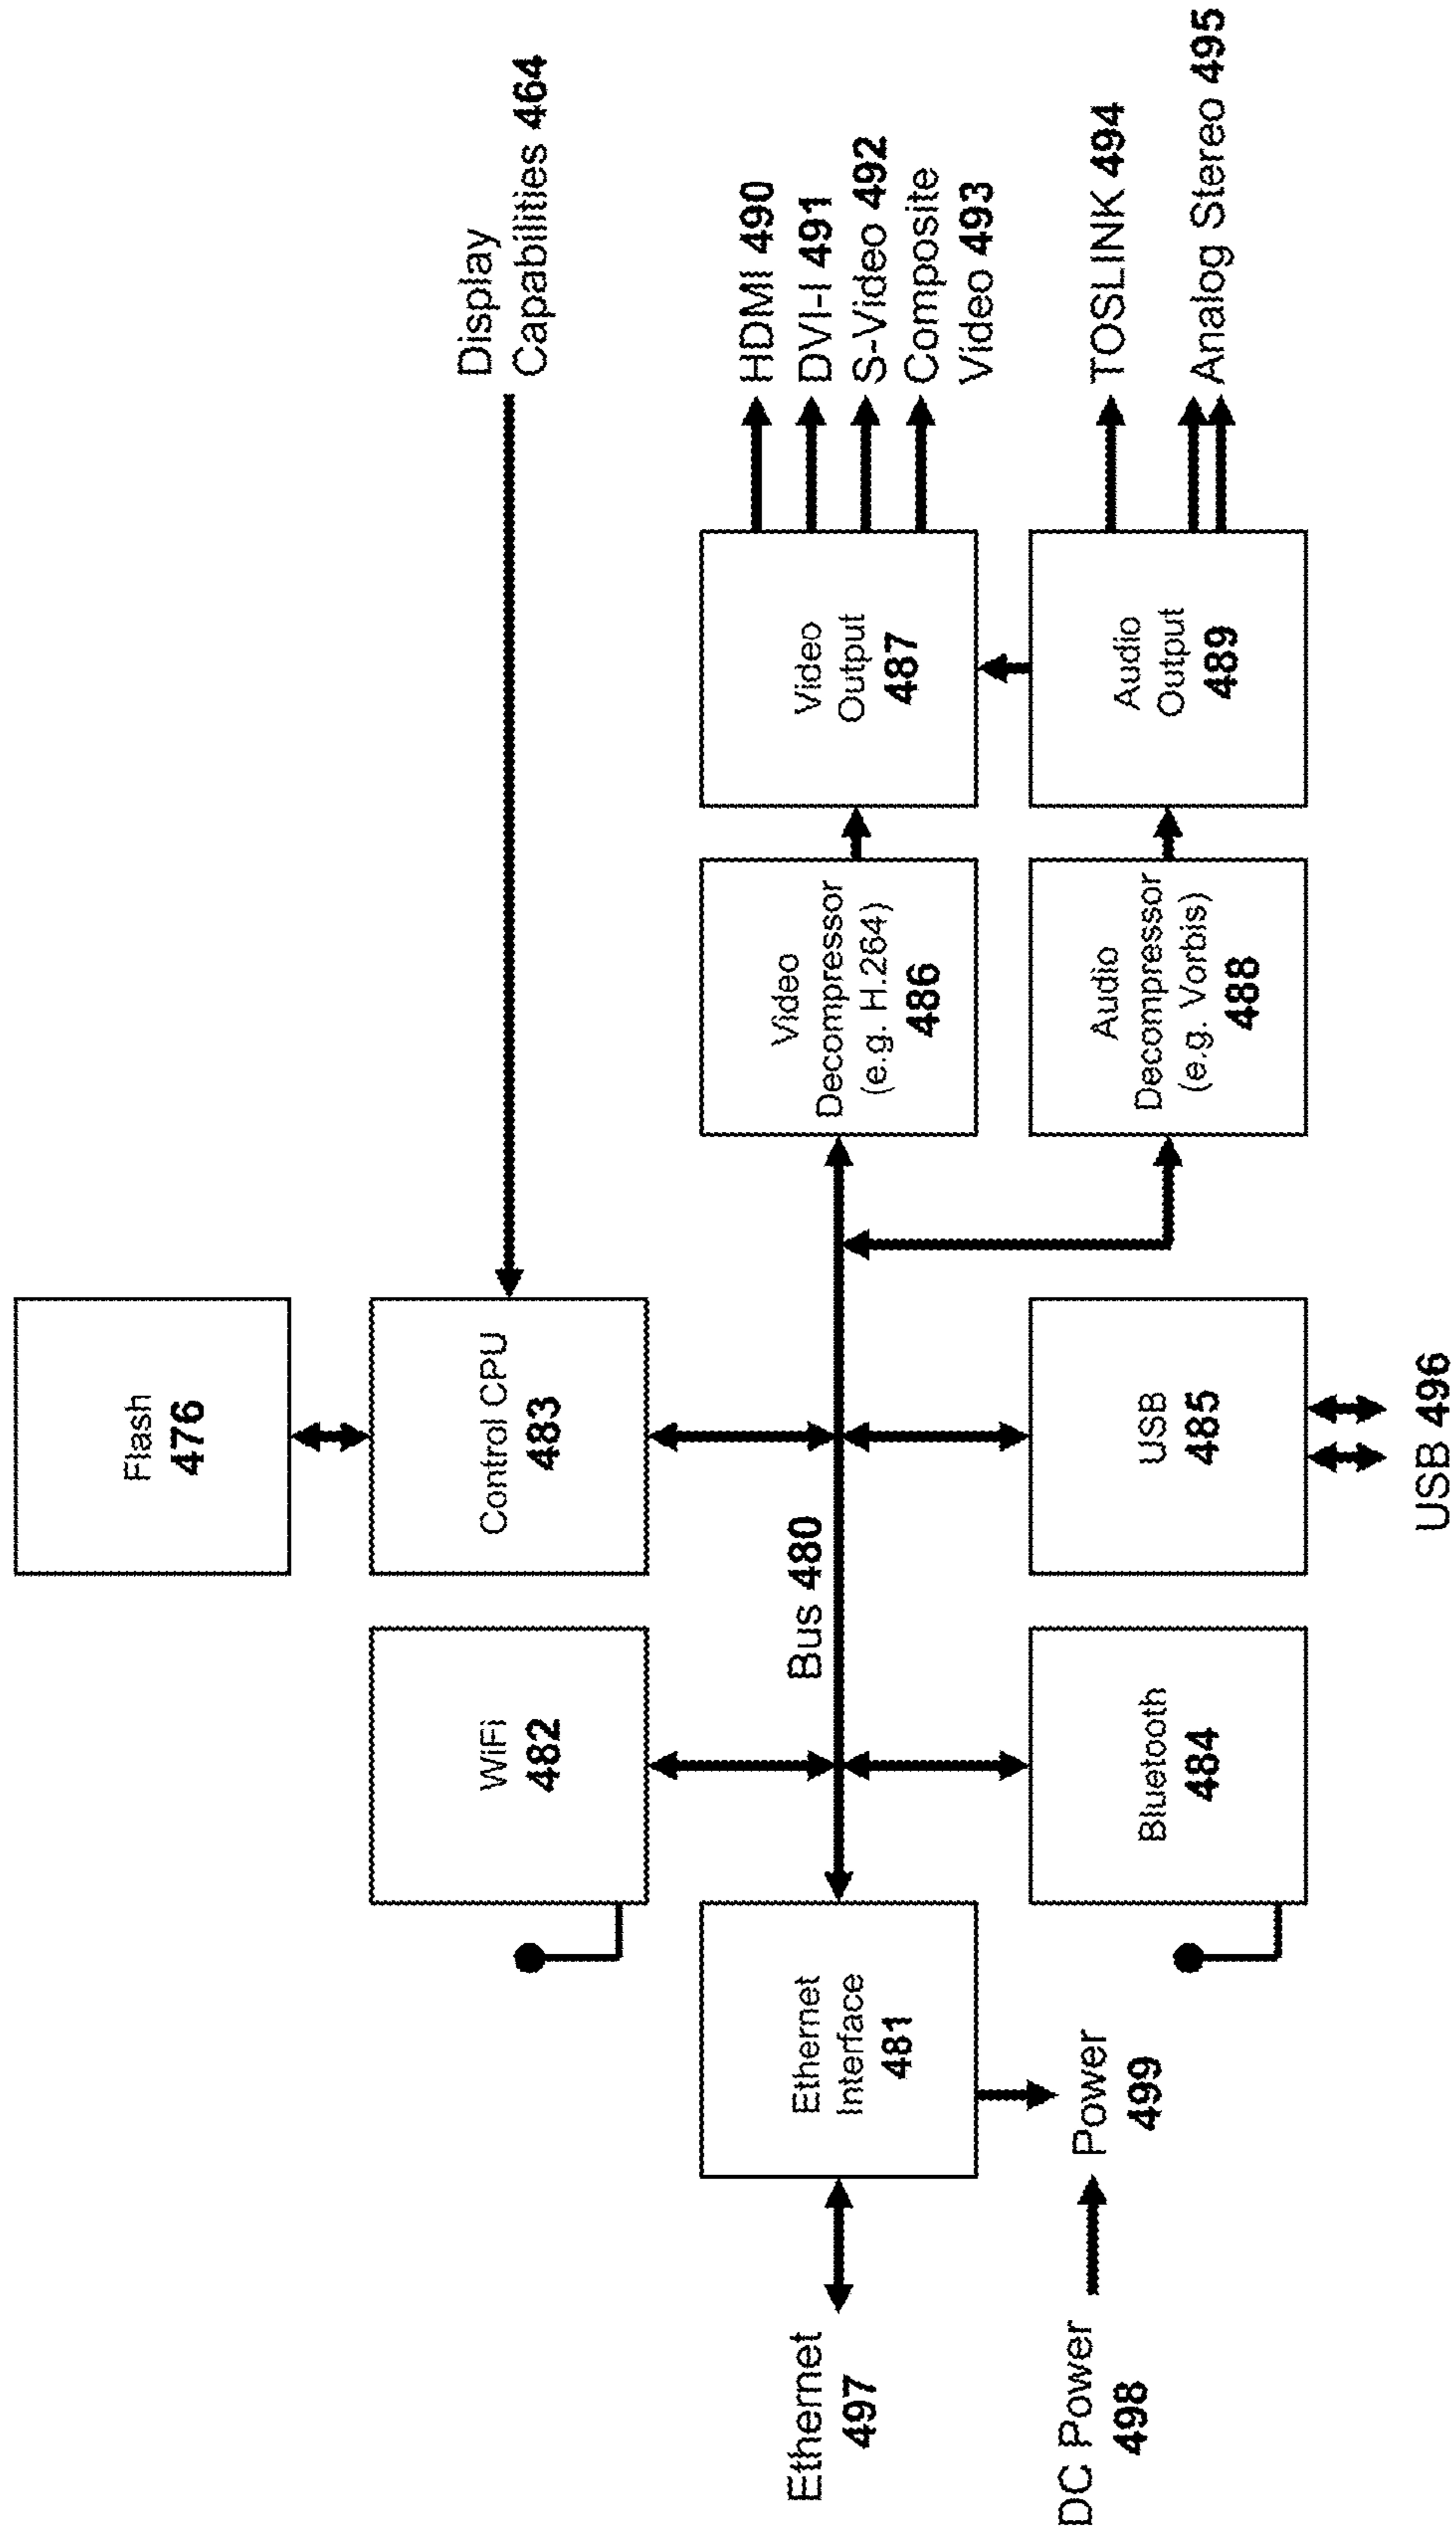 Flash
476
Display
Capabilities 464
WiFi
482
Control CPU
483
Bus 480
Ethernet
497
Ethernet
Interface
481
Video
Decompressor
(e.g. H.264)
486
Video
Output
487
HDMI 490
DVI-I 491
S-Video 492
Composite
Video 493
DC Power
498
Power
499
Bluetooth
484
USB
485
Audio
Decompressor
(e.g. Vorbis)
488
Audio
Output
489
TOSLINK 494
Analog Stereo 495
USB 496